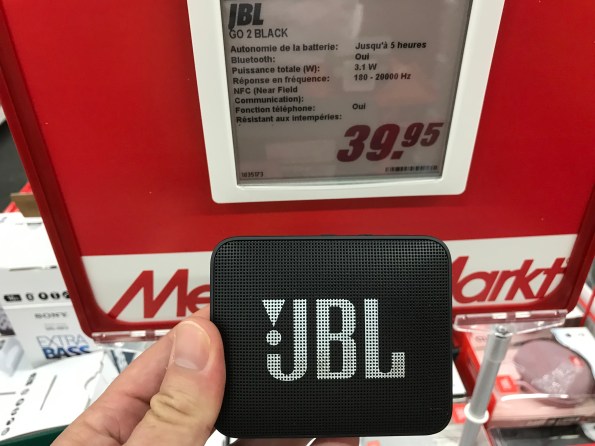 JBL
GO 2 BLACK
Autonomie de la batterie: Jusqu'à 5 heures
Bluetooth: Oui
Puissance totale (W): 3.1 W
Réponse en fréquence: 180 - 20000 Hz
NFC (Near Field
Communication):
Fonction téléphone: Oui
Résistant aux intempéries:
39.95
Me
Markt
JBL
SONY
EXTRA
BASS